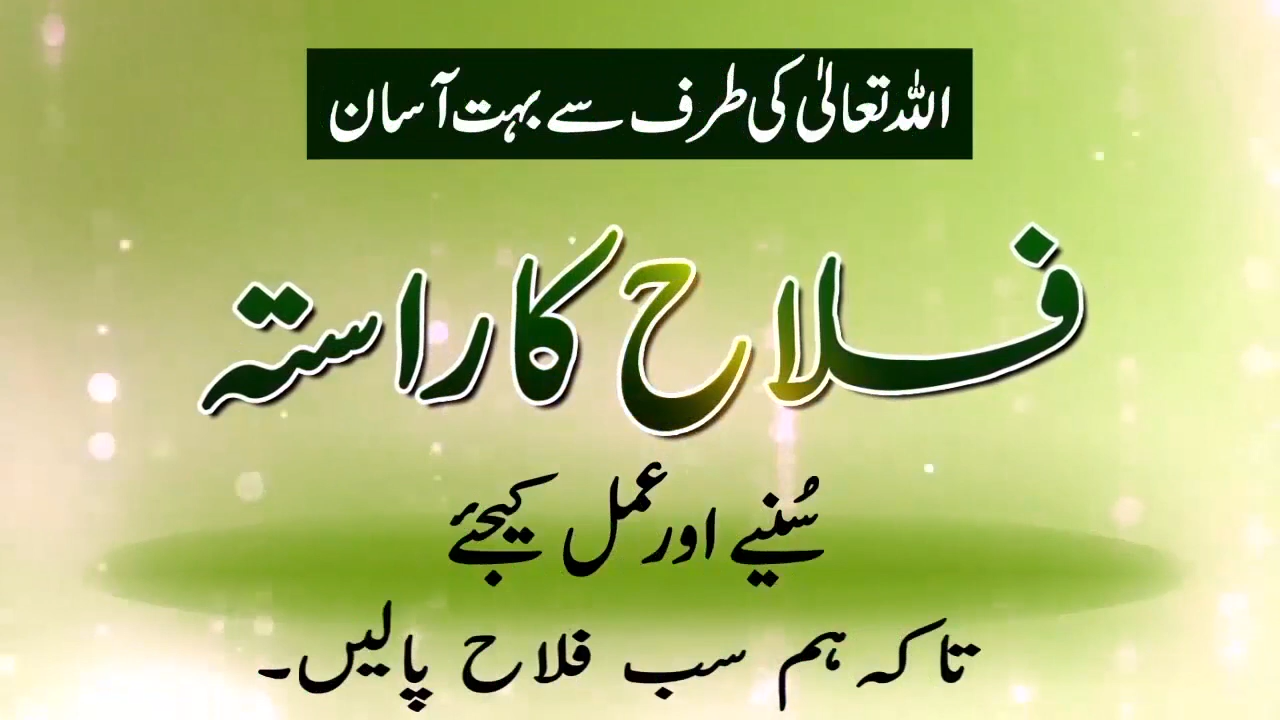 اللہ تعالیٰ کی طرف سے بہت آسان
فلاح کا راستہ
سُنیے اور عمل کیجئے
تاکہ ہم سب فلاح پالیں۔